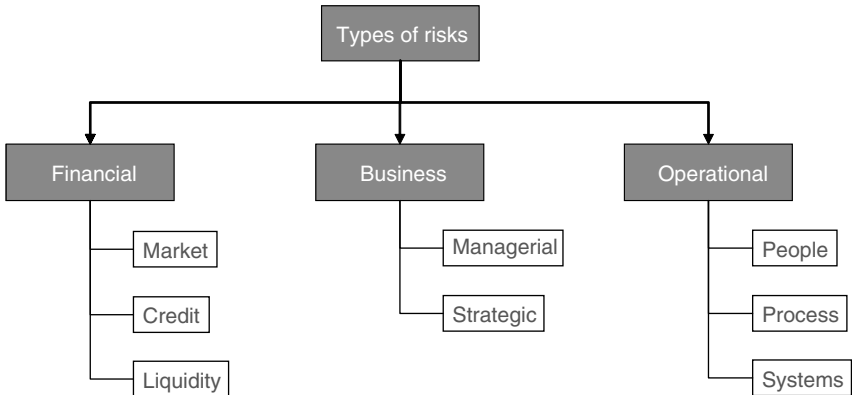 Types of risks
Financial
Business
Operational
Market
Managerial
People
Credit
Strategic
Process
Liquidity
Systems